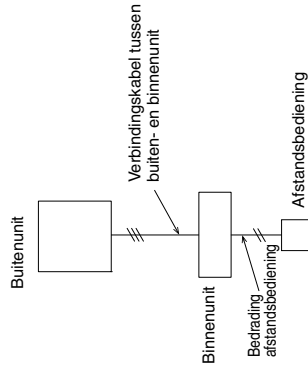 Buitenunit
Verbindingskabel tussen
buiten- en binnenunit
Binnenunit
Bedrading
afstandsbediening
Afstandsbediening